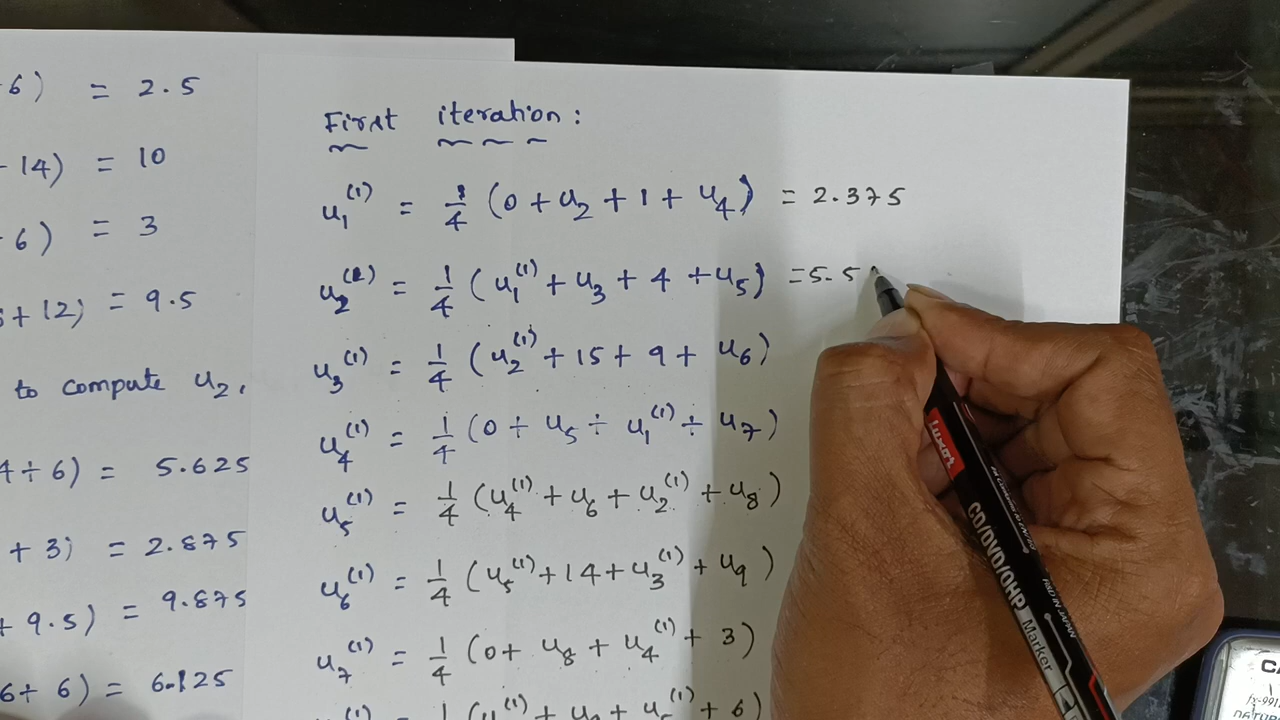 6) = 2.5
- 14) = 10
6) = 3
+ 12) = 9.5
to compute u₂,
4+6) = 5.625
+ 3) = 2.875
+ 9.5) = 9.875
6+ 6) = 6.125
First iteration:
u₁⁽¹⁾ = 1/4 (0 + u₂ + 1 + u₄) = 2.375
u₂⁽¹⁾ = 1/4 (u₁⁽¹⁾ + u₃ + 4 + u₅) = 5.5
u₃⁽¹⁾ = 1/4 (u₂⁽¹⁾ + 15 + 9 + u₆)
u₄⁽¹⁾ = 1/4 (0 + u₅ + u₁⁽¹⁾ + u₇)
u₅⁽¹⁾ = 1/4 (u₄⁽¹⁾ + u₆ + u₂⁽¹⁾ + u₈)
u₆⁽¹⁾ = 1/4 (u₅⁽¹⁾ + 14 + u₃⁽¹⁾ + u₉)
u₇⁽¹⁾ = 1/4 (0 + u₈ + u₄⁽¹⁾ + 3)
Luxor
CD/DVD/OHP Marker